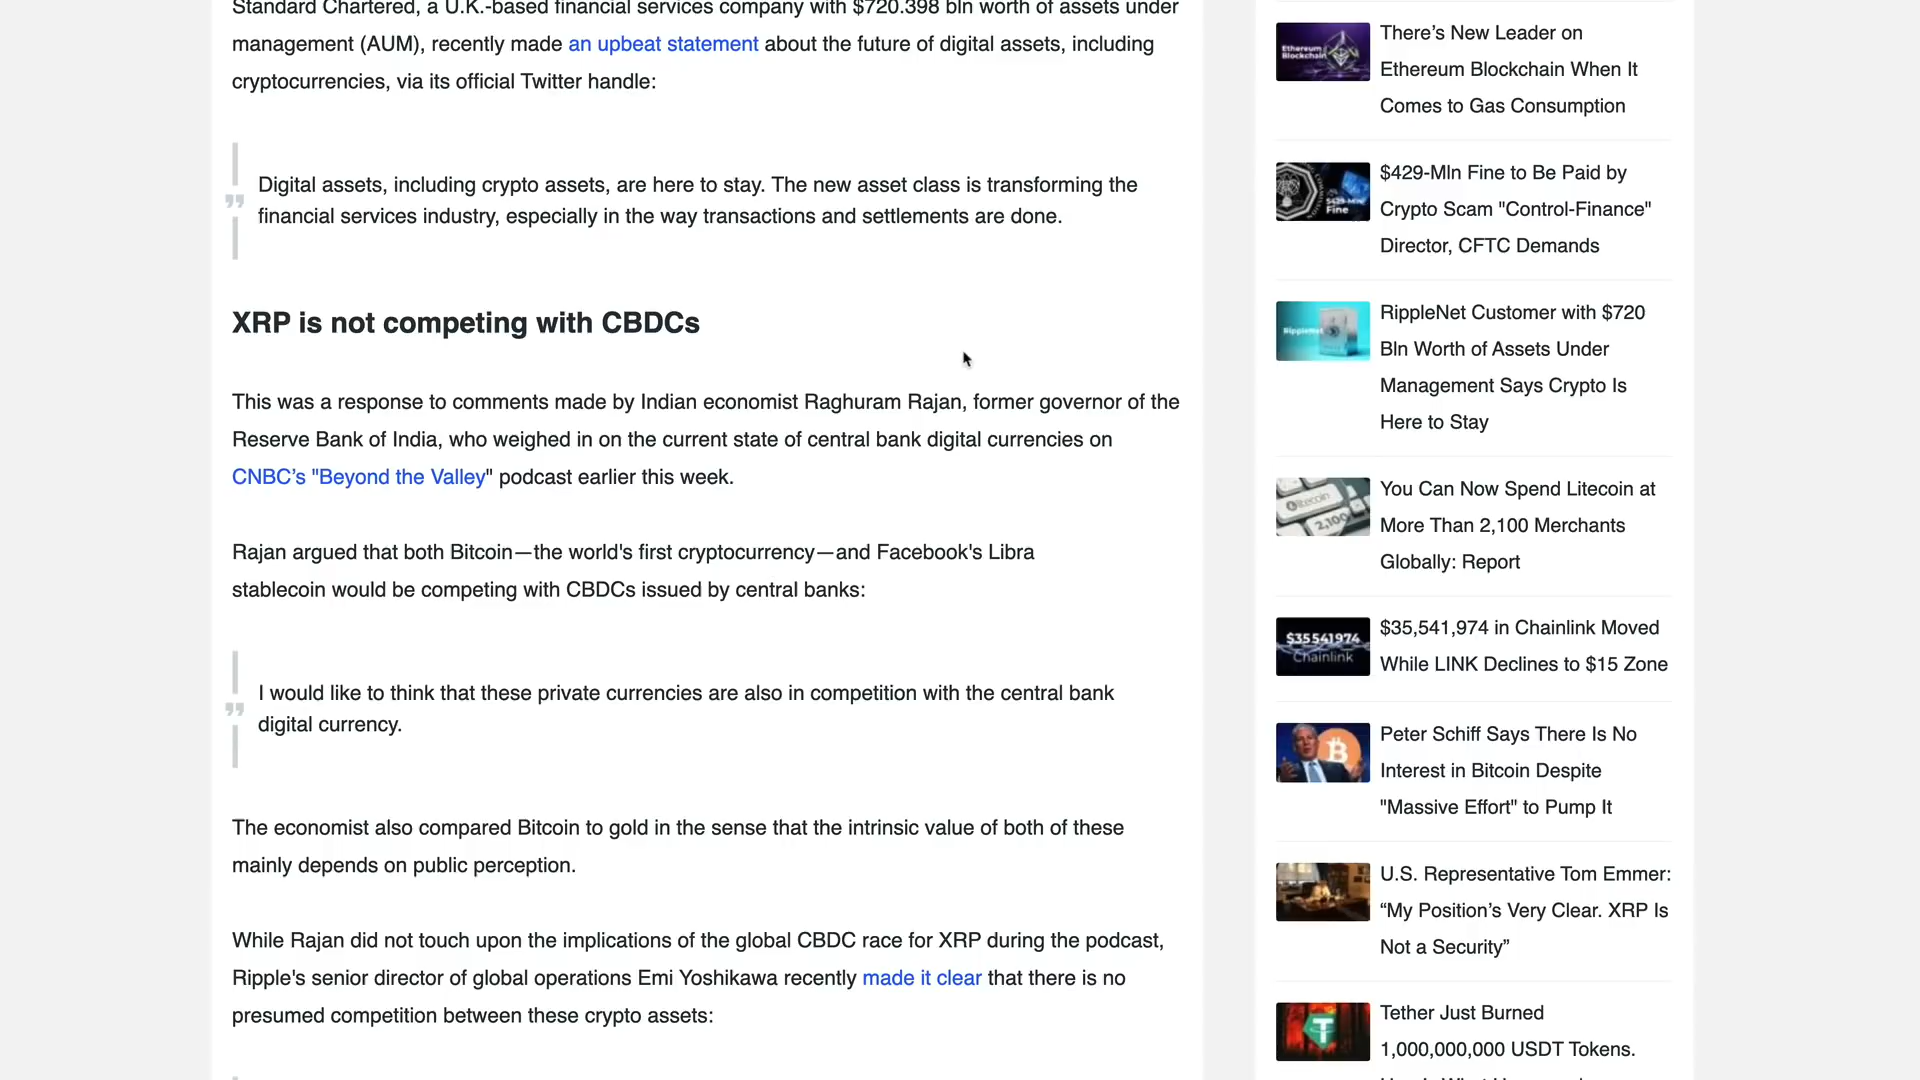 Standard Chartered, a U.K.-based financial services company with $720.398 bln worth of assets under
management (AUM), recently made an upbeat statement about the future of digital assets, including
cryptocurrencies, via its official Twitter handle:
Digital assets, including crypto assets, are here to stay. The new asset class is transforming the
financial services industry, especially in the way transactions and settlements are done.
XRP is not competing with CBDCs
This was a response to comments made by Indian economist Raghuram Rajan, former governor of the
Reserve Bank of India, who weighed in on the current state of central bank digital currencies on
CNBC’s "Beyond the Valley" podcast earlier this week.
Rajan argued that both Bitcoin—the world's first cryptocurrency—and Facebook's Libra
stablecoin would be competing with CBDCs issued by central banks:
I would like to think that these private currencies are also in competition with the central bank
digital currency.
The economist also compared Bitcoin to gold in the sense that the intrinsic value of both of these
mainly depends on public perception.
While Rajan did not touch upon the implications of the global CBDC race for XRP during the podcast,
Ripple's senior director of global operations Emi Yoshikawa recently made it clear that there is no
presumed competition between these crypto assets:
Ethereum
Blockchain
There’s New Leader on
Ethereum Blockchain When It
Comes to Gas Consumption
$429-Mln
Fine
$429-Mln Fine to Be Paid by
Crypto Scam "Control-Finance"
Director, CFTC Demands
RippleNet
RippleNet Customer with $720
Bln Worth of Assets Under
Management Says Crypto Is
Here to Stay
Litecoin
2,100
You Can Now Spend Litecoin at
More Than 2,100 Merchants
Globally: Report
$35541974
Chainlink
$35,541,974 in Chainlink Moved
While LINK Declines to $15 Zone
Peter Schiff Says There Is No
Interest in Bitcoin Despite
"Massive Effort" to Pump It
U.S. Representative Tom Emmer:
“My Position’s Very Clear. XRP Is
Not a Security”
Tether Just Burned
1,000,000,000 USDT Tokens.